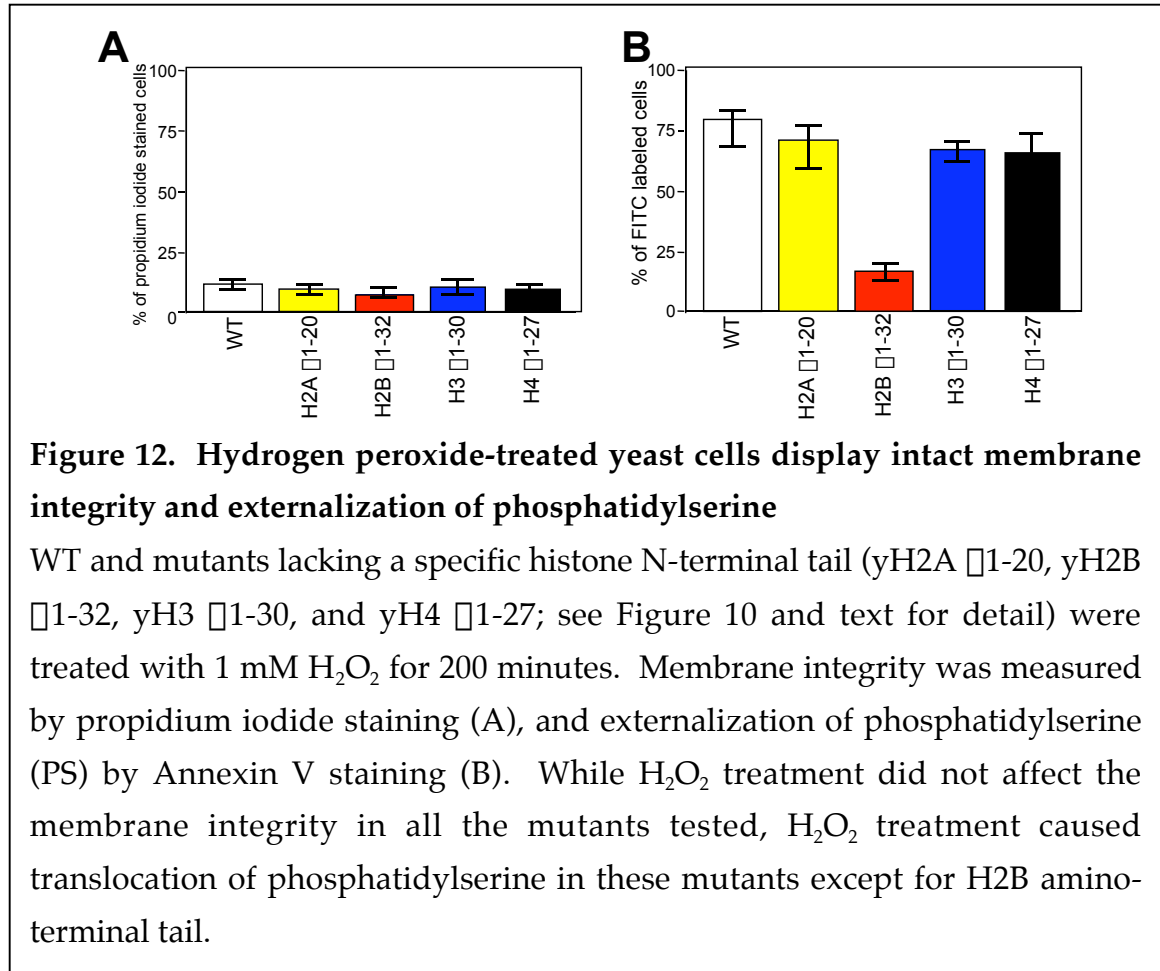 A
% of propidium iodide stained cells
100
75
50
25
0
WT
H2A □1-20
H2B □1-32
H3 □1-30
H4 □1-27
B
% of FITC labeled cells
100
75
50
25
0
WT
H2A □1-20
H2B □1-32
H3 □1-30
H4 □1-27
Figure 12. Hydrogen peroxide-treated yeast cells display intact membrane
integrity and externalization of phosphatidylserine
WT and mutants lacking a specific histone N-terminal tail (yH2A □1-20, yH2B
□1-32, yH3 □1-30, and yH4 □1-27; see Figure 10 and text for detail) were
treated with 1 mM H₂O₂ for 200 minutes. Membrane integrity was measured
by propidium iodide staining (A), and externalization of phosphatidylserine
(PS) by Annexin V staining (B). While H₂O₂ treatment did not affect the
membrane integrity in all the mutants tested, H₂O₂ treatment caused
translocation of phosphatidylserine in these mutants except for H2B amino-
terminal tail.